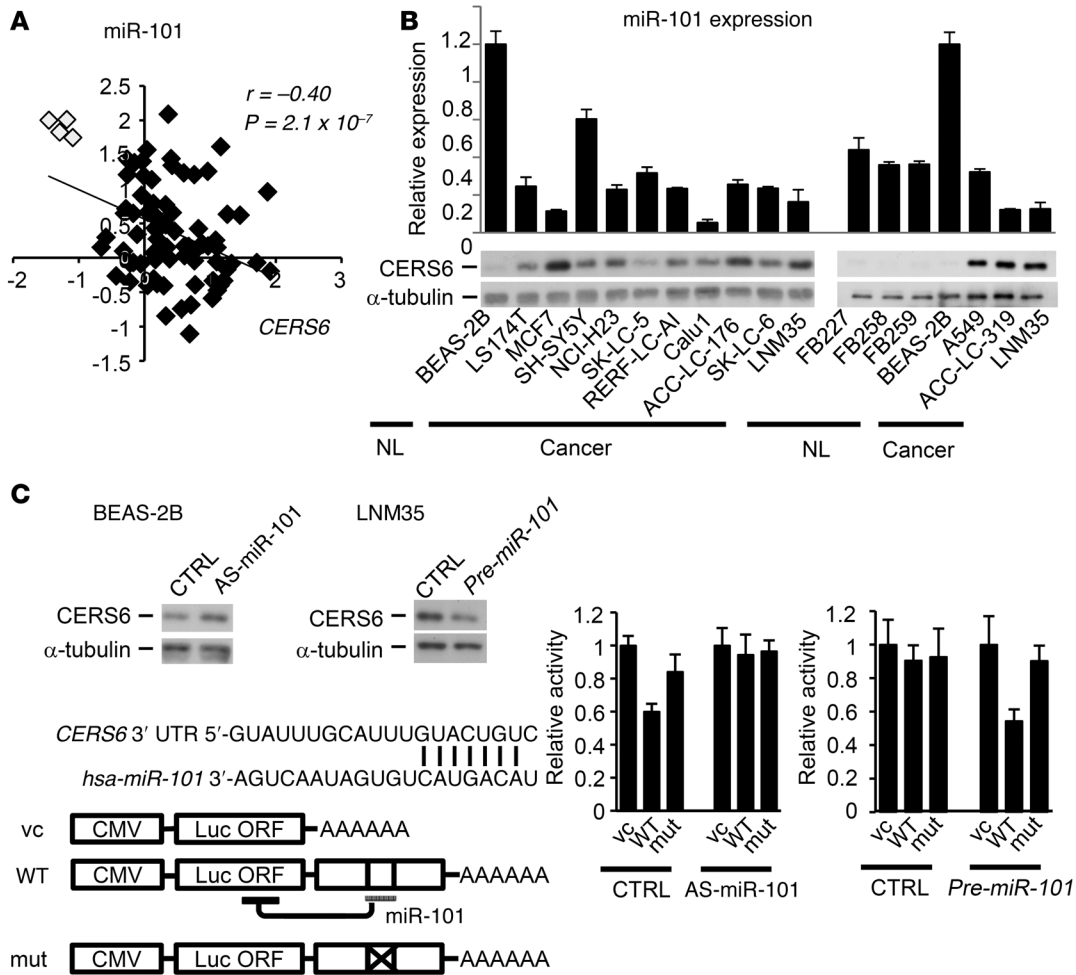 A
miR-101
r = –0.40
P = 2.1 x 10⁻⁷
2.5
2
1.5
1
0.5
0
-0.5
-1
-1.5
-2
-1
0
1
2
3
CERS6
B
miR-101 expression
Relative expression
1.2
0.8
0.6
0.4
0.2
0
CERS6
α-tubulin
BEAS-2B
LS174T
MCF7
SH-SY5Y
NCI-H23
SK-LC-5
RERF-LC-AI
Calu1
ACC-LC-176
SK-LC-6
LNM35
FB227
FB258
FB259
BEAS-2B
A549
ACC-LC-319
LNM35
NL
Cancer
NL
Cancer
C
BEAS-2B
CTRL
AS-miR-101
CERS6
α-tubulin
LNM35
CTRL
Pre-miR-101
CERS6
α-tubulin
CERS6 3′ UTR 5′-GUAUUUGCAUUUGUACUGUC
hsa-miR-101 3′-AGUCAAUAGUGUCAUGACAU
vc CMV Luc ORF AAAAAA
WT CMV Luc ORF AAAAAA
miR-101
mut CMV Luc ORF AAAAAA
Relative activity
1.2
1
0.8
0.6
0.4
0.2
0
vc WT mut vc WT mut
CTRL AS-miR-101
Relative activity
1.2
1
0.8
0.6
0.4
0.2
0
vc WT mut vc WT mut
CTRL Pre-miR-101